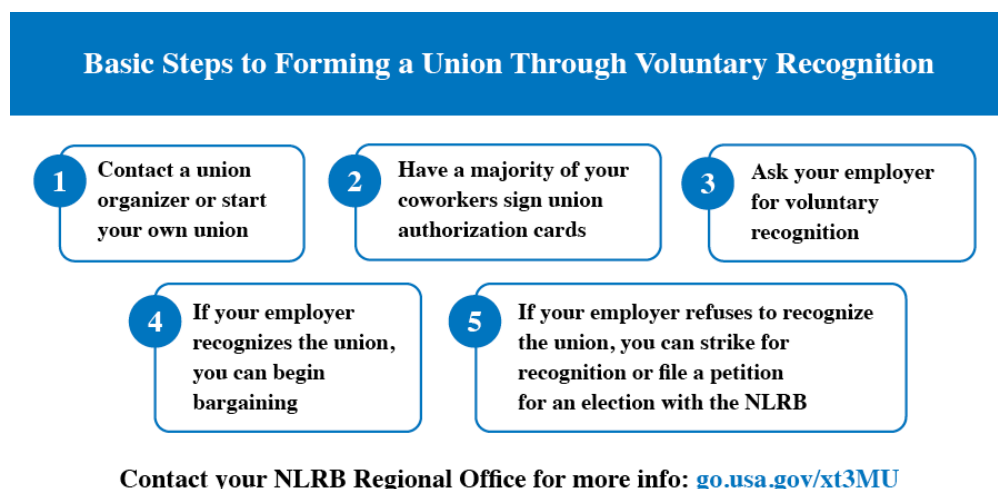 Basic Steps to Forming a Union Through Voluntary Recognition
1
Contact a union
organizer or start
your own union
2
Have a majority of your
coworkers sign union
authorization cards
3
Ask your employer
for voluntary
recognition
4
If your employer
recognizes the union,
you can begin
bargaining
5
If your employer refuses to recognize
the union, you can strike for
recognition or file a petition
for an election with the NLRB
Contact your NLRB Regional Office for more info: go.usa.gov/xt3MU